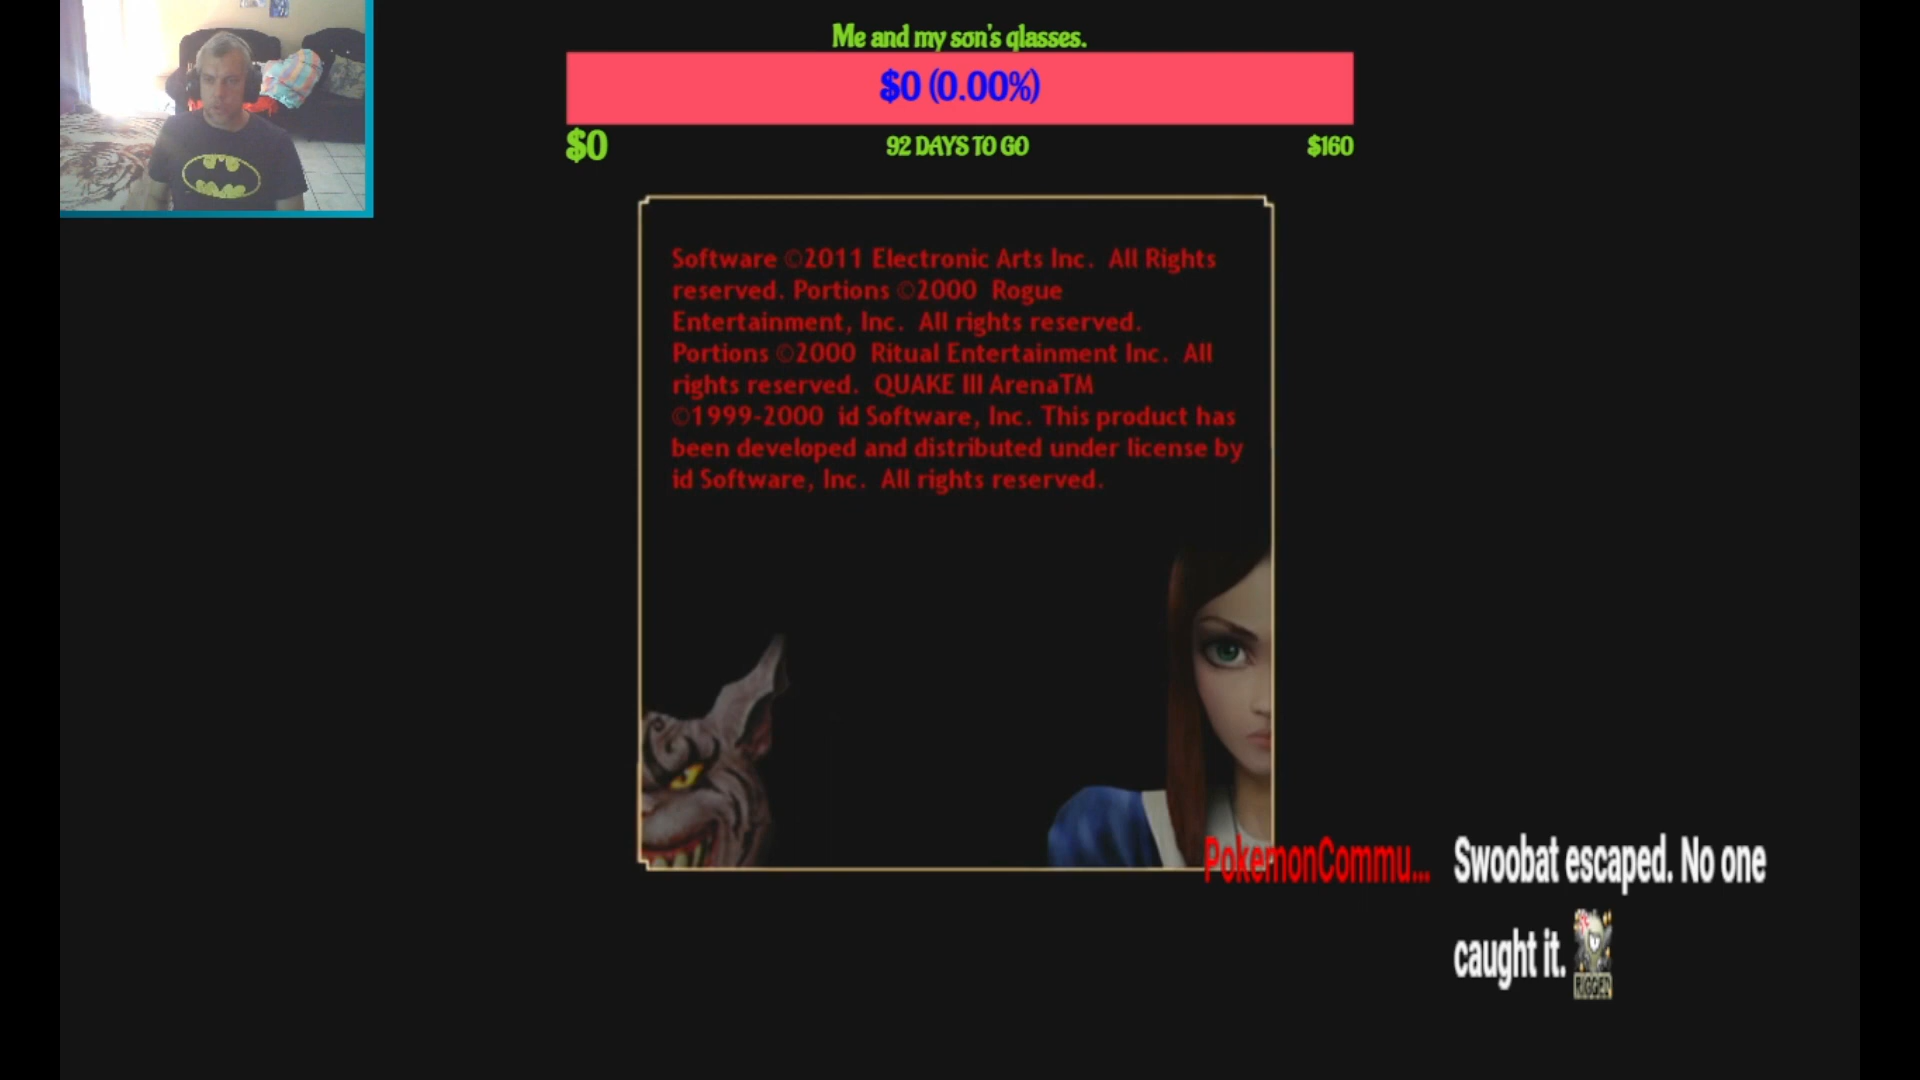 Me and my son's glasses.
$0 (0.00%)
$0 92 DAYS TO GO $160
Software ©2011 Electronic Arts Inc. All Rights
reserved. Portions ©2000 Rogue
Entertainment, Inc. All rights reserved.
Portions ©2000 Ritual Entertainment Inc. All
rights reserved. QUAKE III ArenaTM
©1999-2000 id Software, Inc. This product has
been developed and distributed under license by
id Software, Inc. All rights reserved.
PokemonCommu... Swoobat escaped. No one
caught it.
RIGGED